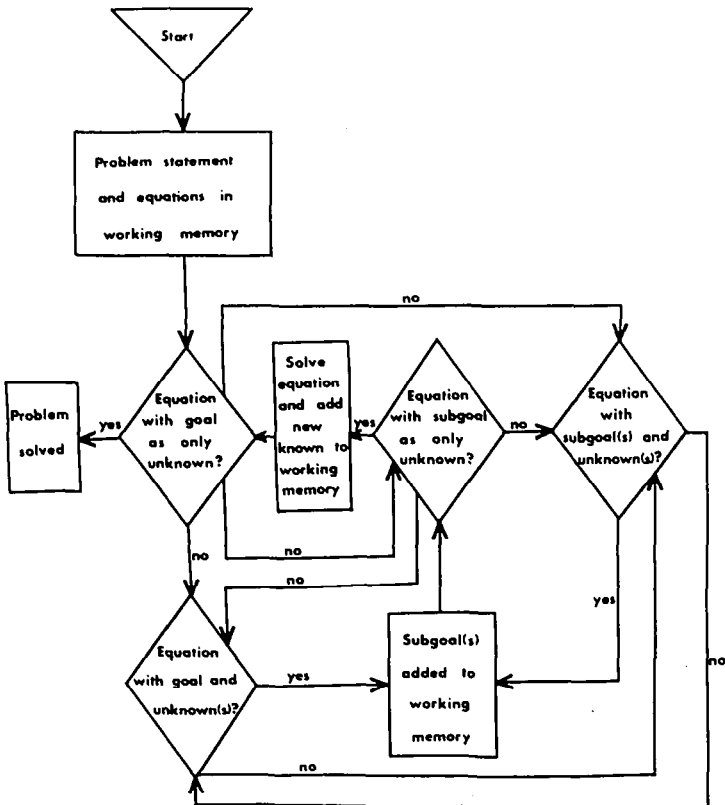 Start
Problem statement
and equations in
working memory
no
Problem
solved
yes
Equation
with goal
as only
unknown?
Solve
equation
and add
new
known to
working
memory
yes
Equation
with subgoal
as only
unknown?
no
Equation
with
subgoal(s) and
unknown(s)?
no
no
no
yes
Equation
with goal and
unknown(s)?
yes
Subgoal(s)
added to
working
memory
no
no